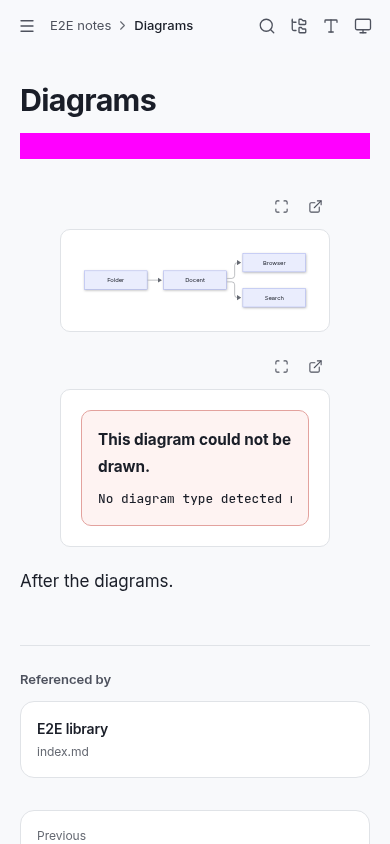 E2E notes > Diagrams
Diagrams
Folder
Docent
Browser
Search
This diagram could not be
drawn.
No diagram type detected
After the diagrams.
Referenced by
E2E library
index.md
Previous